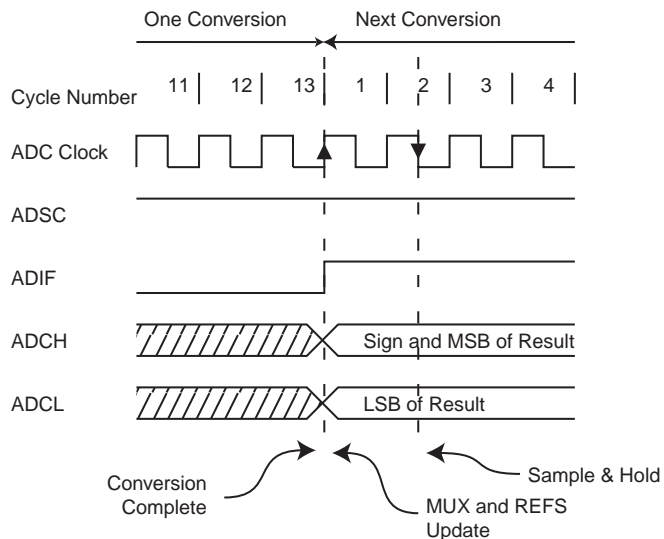 One Conversion Next Conversion
Cycle Number 11 12 13 1 2 3 4
ADC Clock
ADSC
ADIF
ADCH Sign and MSB of Result
ADCL LSB of Result
Conversion
Complete
MUX and REFS
Update
Sample & Hold